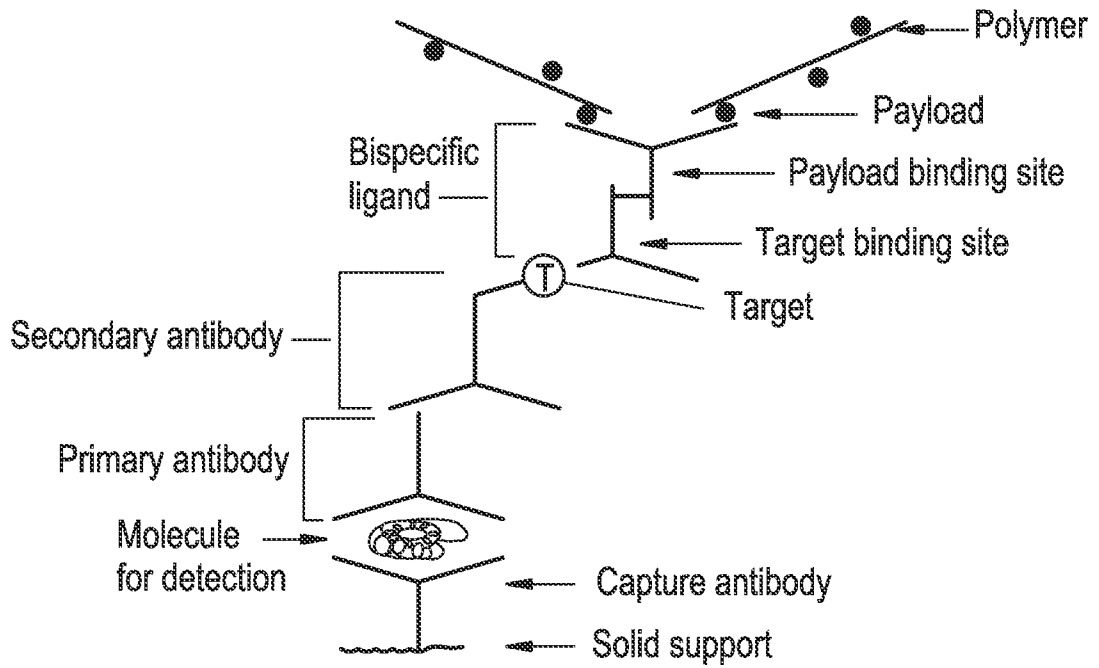 Polymer
Payload
Bispecific
ligand
Payload binding site
Target binding site
T
Target
Secondary antibody
Primary antibody
Molecule
for detection
Capture antibody
Solid support